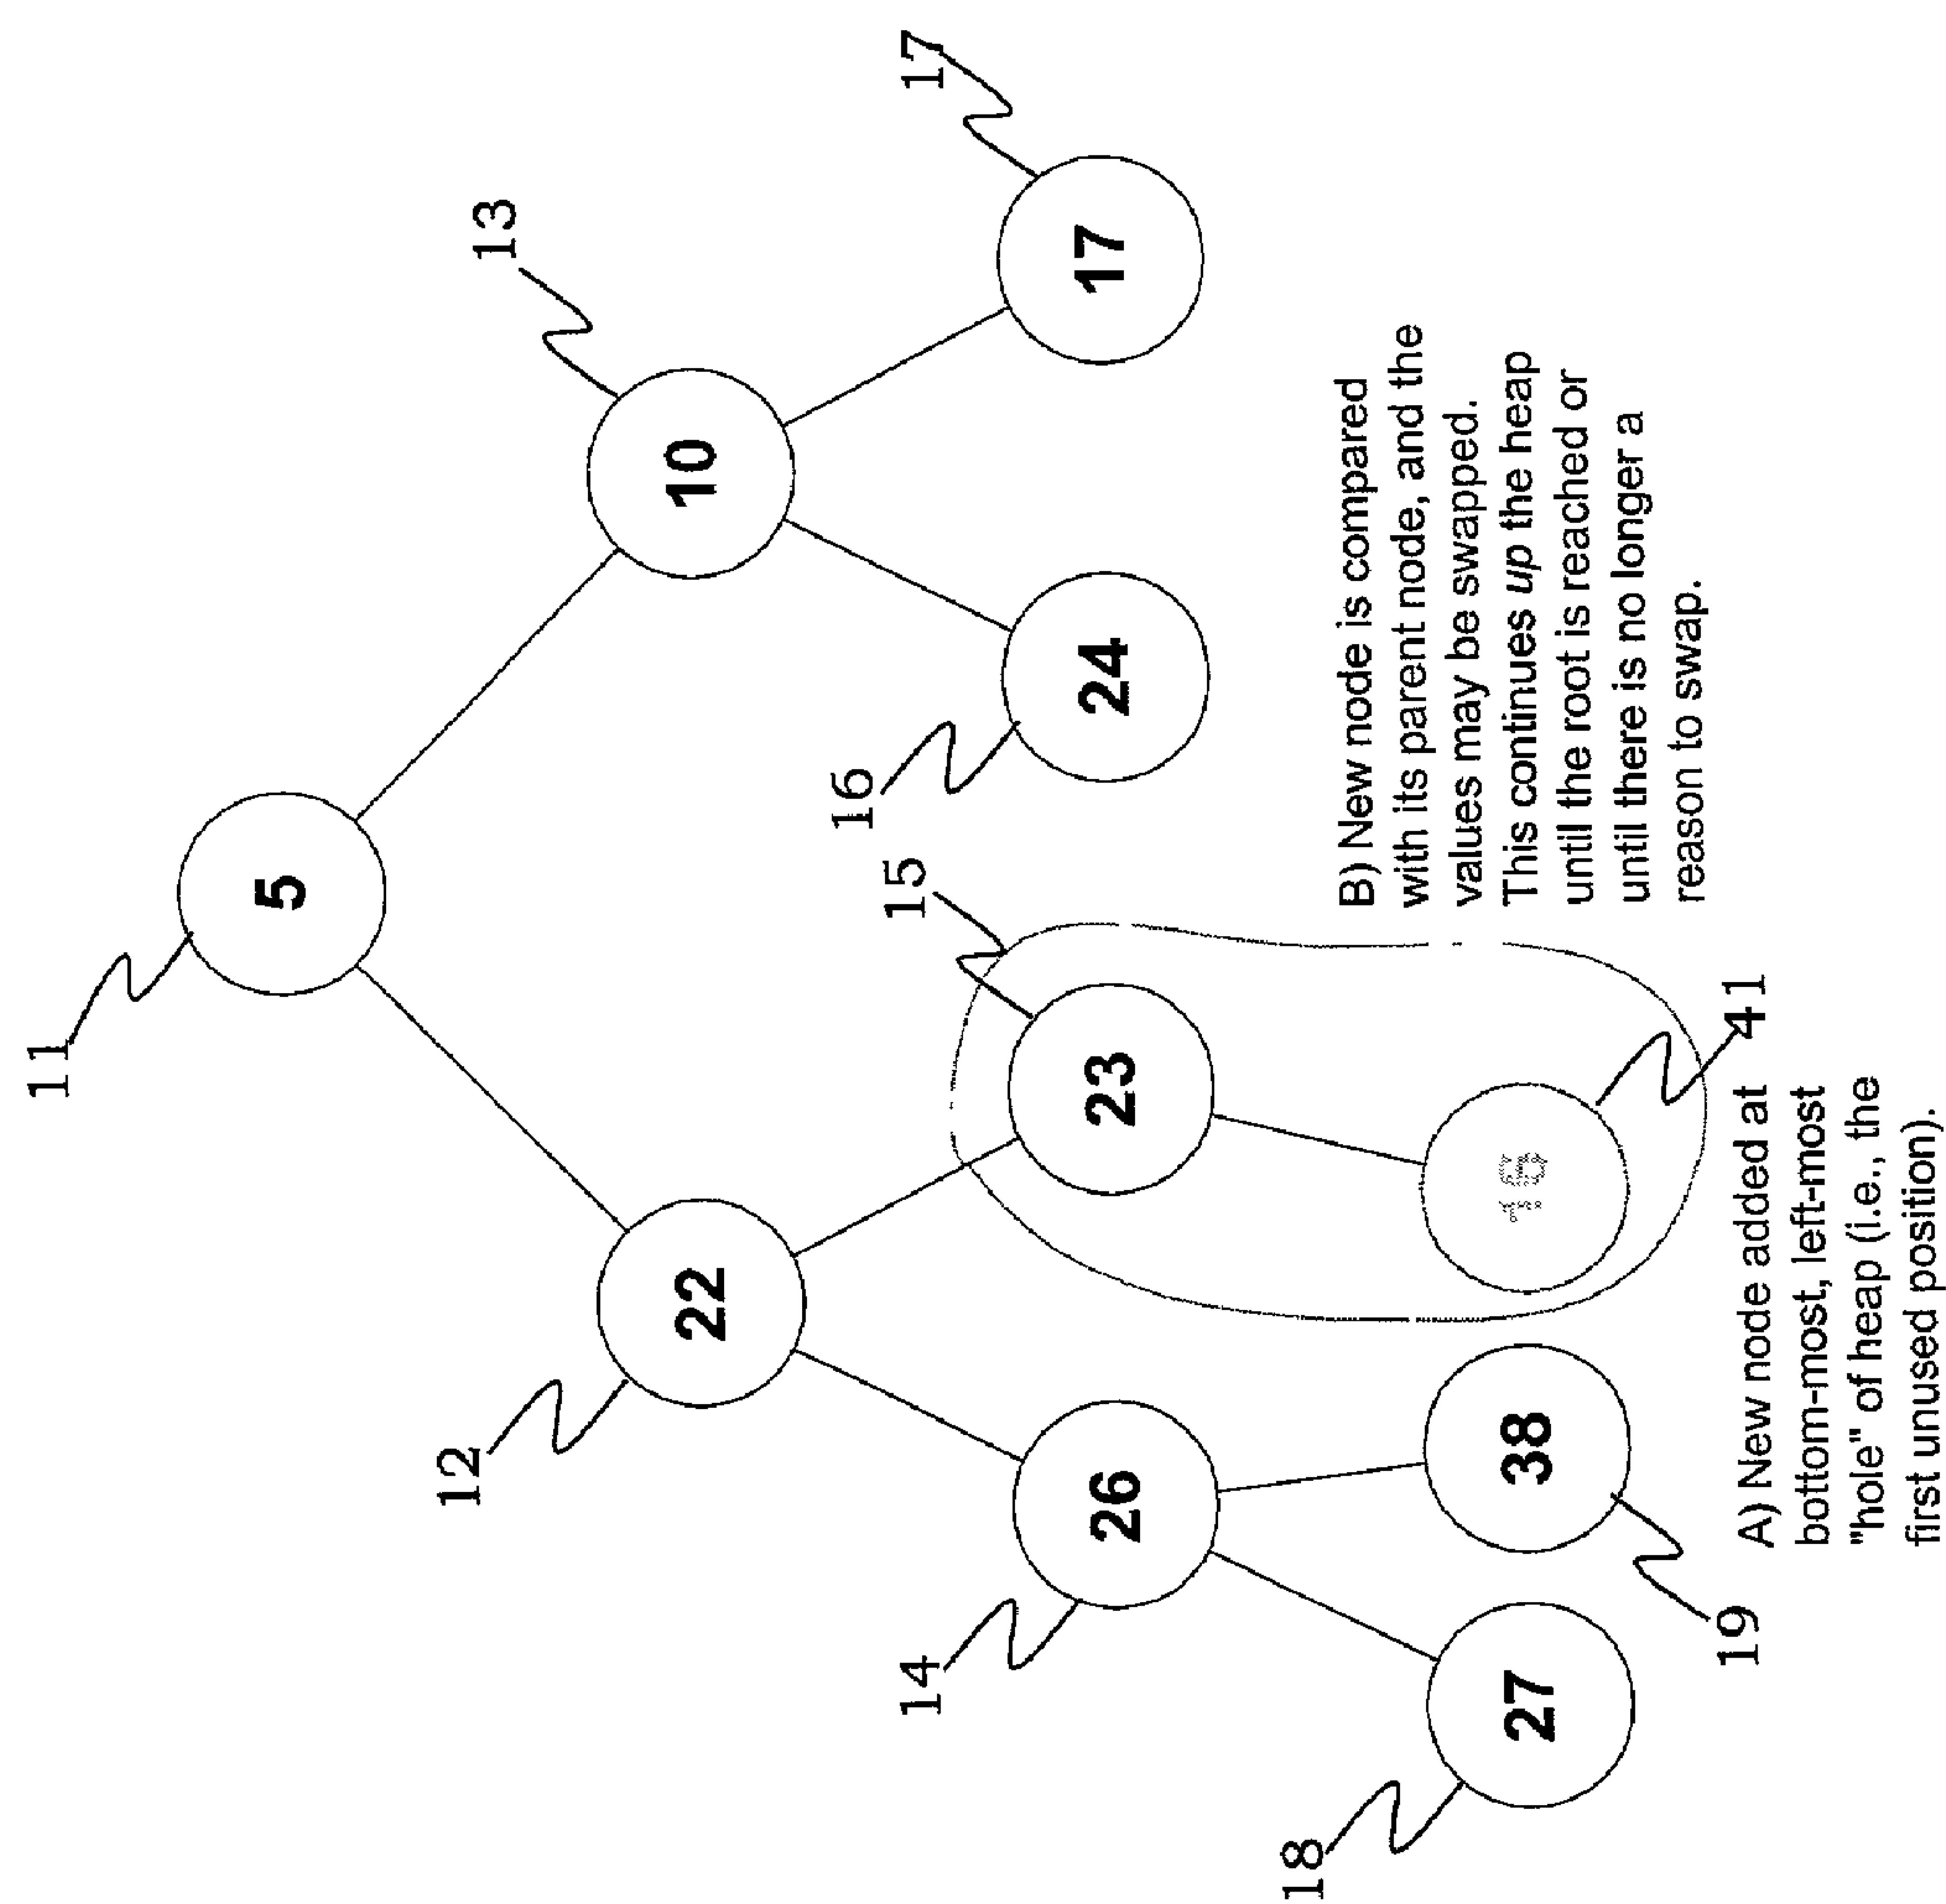 11
5
12
13
22
10
14
15
16
17
26
23
24
17
18
27
38
16
19
41
B) New node is compared
with its parent node, and the
values may be swapped.
This continues up the heap
until the root is reached or
until there is no longer a
reason to swap.
A) New node added at
bottom-most, left-most
"hole" of heap (i.e., the
first unused position).